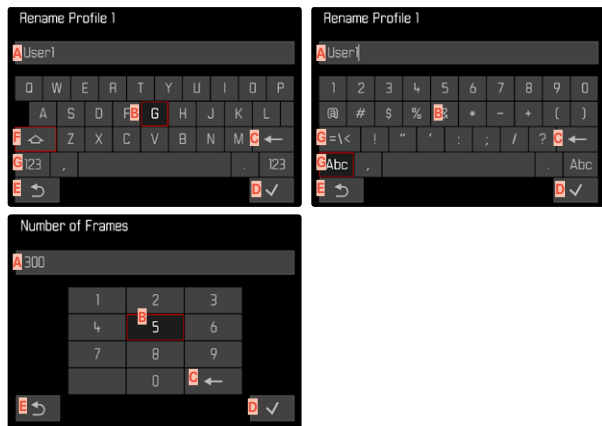 Rename Profile 1
A User1
Q W E R T Y U I O P
A S D F B G H J K L
F Z X C V B N M C ←
G 123 , . 123
E D ✓
Rename Profile 1
A User1
1 2 3 4 5 6 7 8 9 0
@ # $ % B & * - + ( )
G =\< ! " ' : ; / ? C ←
G Abc , . Abc
E D ✓
Number of Frames
A 300
1 2 3
4 B 5 6
7 8 9
0 C ←
E D ✓